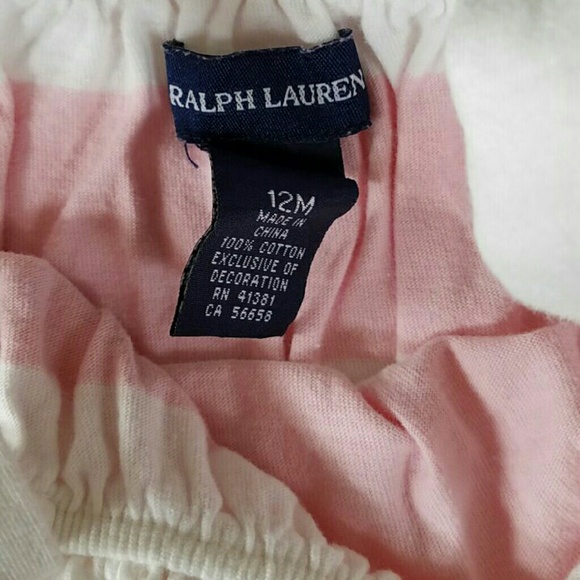 RALPH LAUREN
12M
MADE IN
CHINA
100% COTTON
EXCLUSIVE OF
DECORATION
RN 41381
CA 56658